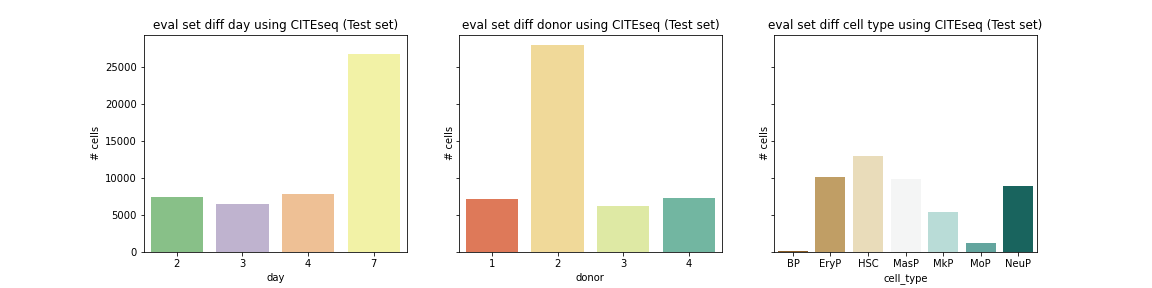 eval set diff day using CITEseq (Test set)
25000
20000
15000
10000
5000
0
# cells
2 3 4 7
day
eval set diff donor using CITEseq (Test set)
# cells
1 2 3 4
donor
eval set diff cell type using CITEseq (Test set)
# cells
BP EryP HSC MasP MkP MoP NeuP
cell_type